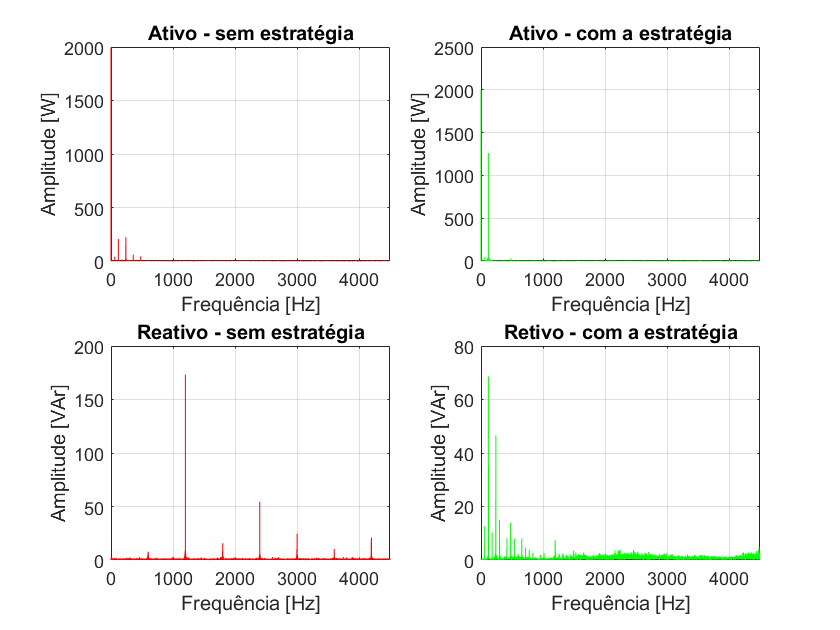 Ativo - sem estratégia
2000
1500
1000
500
0
Amplitude [W]
0 1000 2000 3000 4000
Frequência [Hz]
Ativo - com a estratégia
2500
2000
1500
1000
500
0
Amplitude [W]
0 1000 2000 3000 4000
Frequência [Hz]
Reativo - sem estratégia
200
150
100
50
0
Amplitude [VAr]
0 1000 2000 3000 4000
Frequência [Hz]
Retivo - com a estratégia
80
60
40
20
0
Amplitude [VAr]
0 1000 2000 3000 4000
Frequência [Hz]